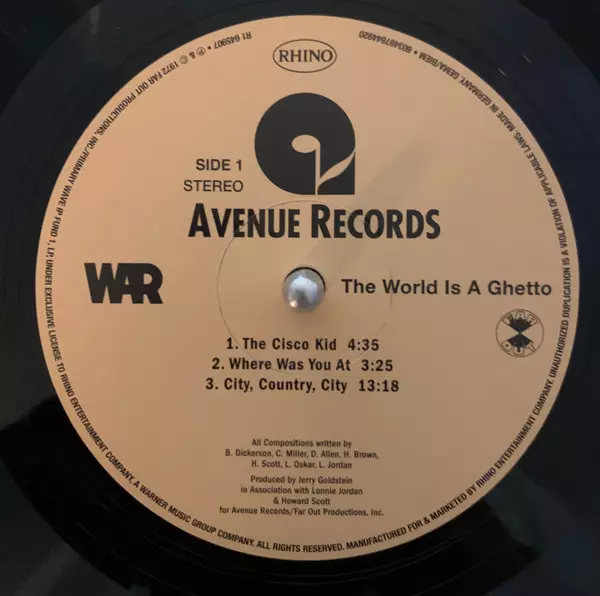 RHINO
SIDE 1
STEREO
AVENUE RECORDS
WAR
The World Is A Ghetto
FAR
OUT
1. The Cisco Kid 4:35
2. Where Was You At 3:25
3. City, Country, City 13:18
All Compositions written by
B. Dickerson, C. Miller, D. Allen, H. Brown,
H. Scott, L. Oskar, L. Jordan
Produced by Jerry Goldstein
in Association with Lonnie Jordan
& Howard Scott
for Avenue Records/Far Out Productions, Inc.
R1 645907 • ℗ & © 1972 FAR OUT PRODUCTIONS, INC./PRIMARY WAVE IP FUND 1, LP. UNDER EXCLUSIVE LICENSE TO RHINO ENTERTAINMENT COMPANY, A WARNER MUSIC GROUP COMPANY. ALL RIGHTS RESERVED. MANUFACTURED FOR & MARKETED BY RHINO ENTERTAINMENT COMPANY. UNAUTHORIZED DUPLICATION IS A VIOLATION OF APPLICABLE LAWS. MADE IN GERMANY. GEMA/BIEM • 603497844920